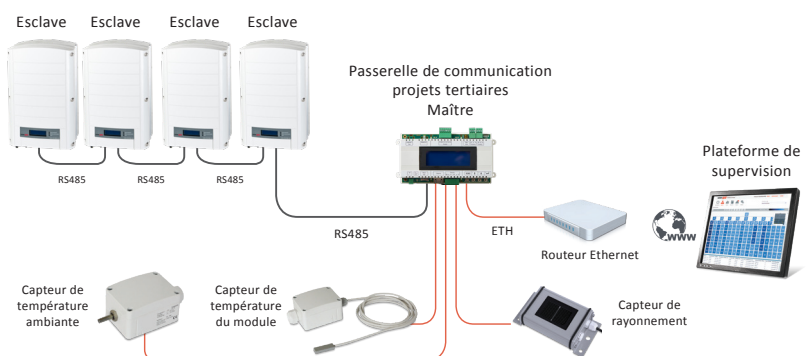 Esclave
Esclave
Esclave
Esclave
Passerelle de communication
projets tertiaires
Maître
RS485
RS485
RS485
Plateforme de
supervision
RS485
ETH
WWW
Routeur Ethernet
Capteur de
température
ambiante
Capteur de
température
du module
Capteur de
rayonnement